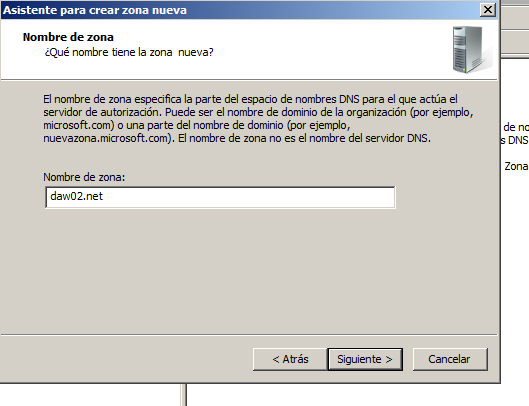 Asistente para crear zona nueva
Nombre de zona
¿Qué nombre tiene la zona nueva?
El nombre de zona especifica la parte del espacio de nombres DNS para el que actúa el
servidor de autorización. Puede ser el nombre de dominio de la organización (por ejemplo,
microsoft.com) o una parte del nombre de dominio (por ejemplo,
nuevazona.microsoft.com). El nombre de zona no es el nombre del servidor DNS.
Nombre de zona:
daw02.net
< Atrás
Siguiente >
Cancelar
de no
s DNS
Zona